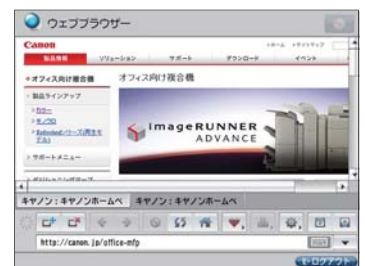 ウェブブラウザー
Canon
製品情報 ソリューション サポート ダウンロード イベント
オフィス向け複合機
オフィス向け複合機
製品ラインアップ
カラー
モノクロ
サポートメニュー
imageRUNNER
ADVANCE
キヤノン：キヤノンホームペ キヤノン：キヤノンホームペ
http://canon.jp/office-mfp
ログアウト